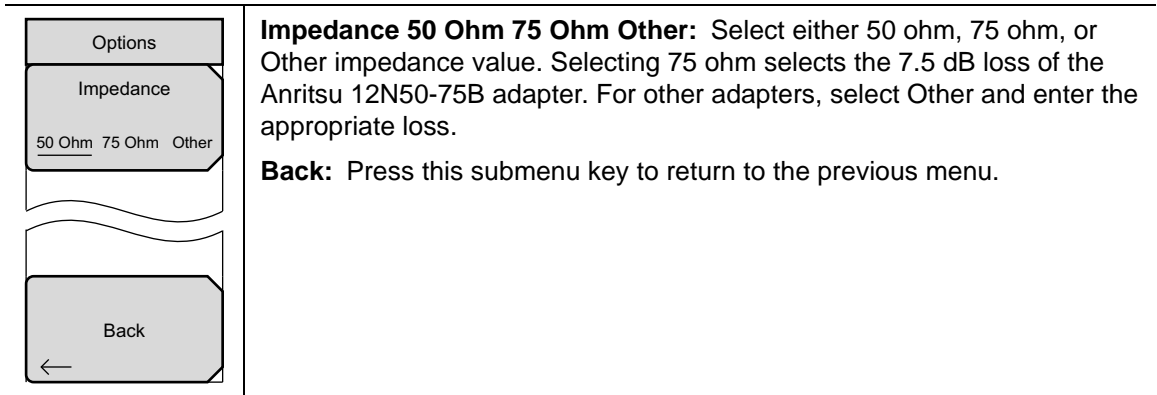 Options
Impedance
50 Ohm 75 Ohm Other
Back
Impedance 50 Ohm 75 Ohm Other: Select either 50 ohm, 75 ohm, or
Other impedance value. Selecting 75 ohm selects the 7.5 dB loss of the
Anritsu 12N50-75B adapter. For other adapters, select Other and enter the
appropriate loss.
Back: Press this submenu key to return to the previous menu.